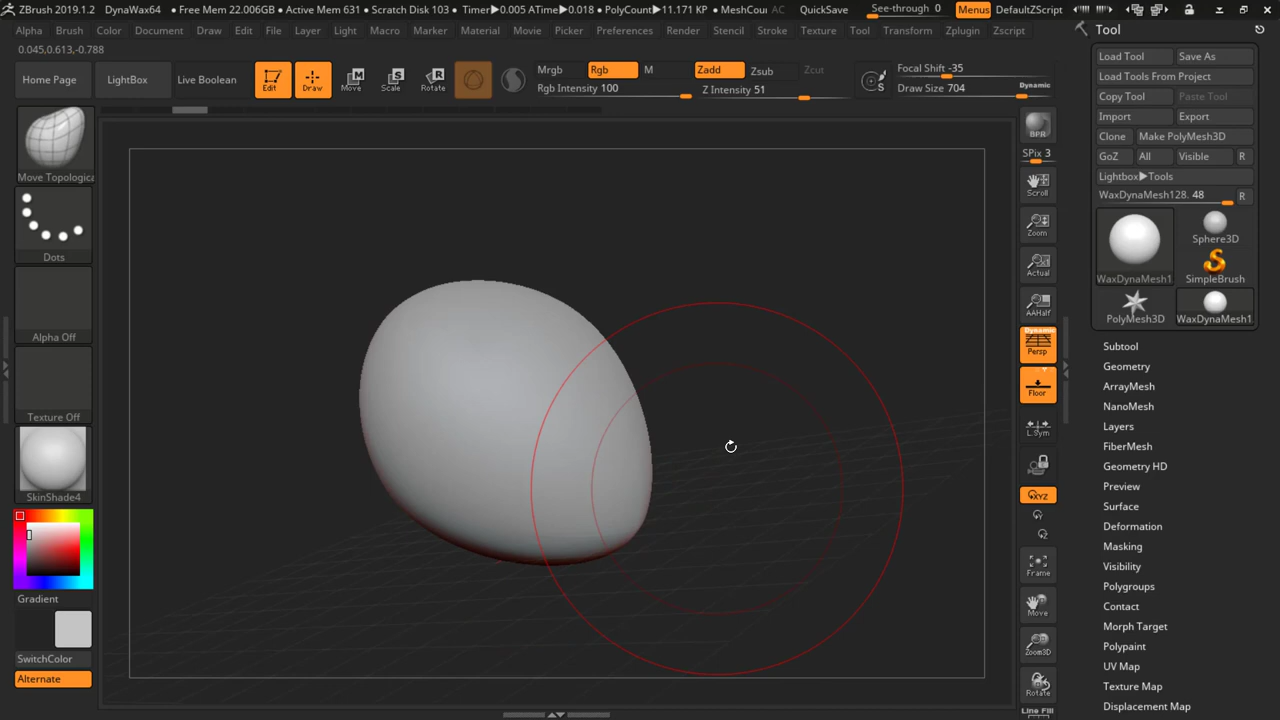 ZBrush 2019.1.2 DynaWax64 • Free Mem 22.006GB • Active Mem 631 • Scratch Disk 103 • Timer▶0.005 ATime▶0.018 • PolyCount▶11.171 KP • MeshCou AC QuickSave See-through 0 Menus DefaultZScript
Alpha Brush Color Document Draw Edit File Layer Light Macro Marker Material Movie Picker Preferences Render Stencil Stroke Texture Tool Transform Zplugin Zscript
0.045,0.613,-0.788
Home Page LightBox Live Boolean Edit Draw Move Scale Rotate
Mrgb Rgb M Zadd Zsub Zcut
Rgb Intensity 100 Z Intensity 51
Focal Shift -35
Draw Size 704 Dynamic
Move Topologica
Dots
Alpha Off
Texture Off
SkinShade4
Gradient
SwitchColor
Alternate
BPR
SPix 3
Scroll
Zoom
Actual
AAHalf
Dynamic
Persp
Floor
L.Sym
XYZ
Y
Z
Frame
Move
Zoom3D
Rotate
Line Fill
Tool
Load Tool Save As
Load Tools From Project
Copy Tool Paste Tool
Import Export
Clone Make PolyMesh3D
GoZ All Visible R
Lightbox▶Tools
WaxDynaMesh128. 48 R
WaxDynaMesh1 Sphere3D
SimpleBrush
PolyMesh3D WaxDynaMesh1
Subtool
Geometry
ArrayMesh
NanoMesh
Layers
FiberMesh
Geometry HD
Preview
Surface
Deformation
Masking
Visibility
Polygroups
Contact
Morph Target
Polypaint
UV Map
Texture Map
Displacement Map